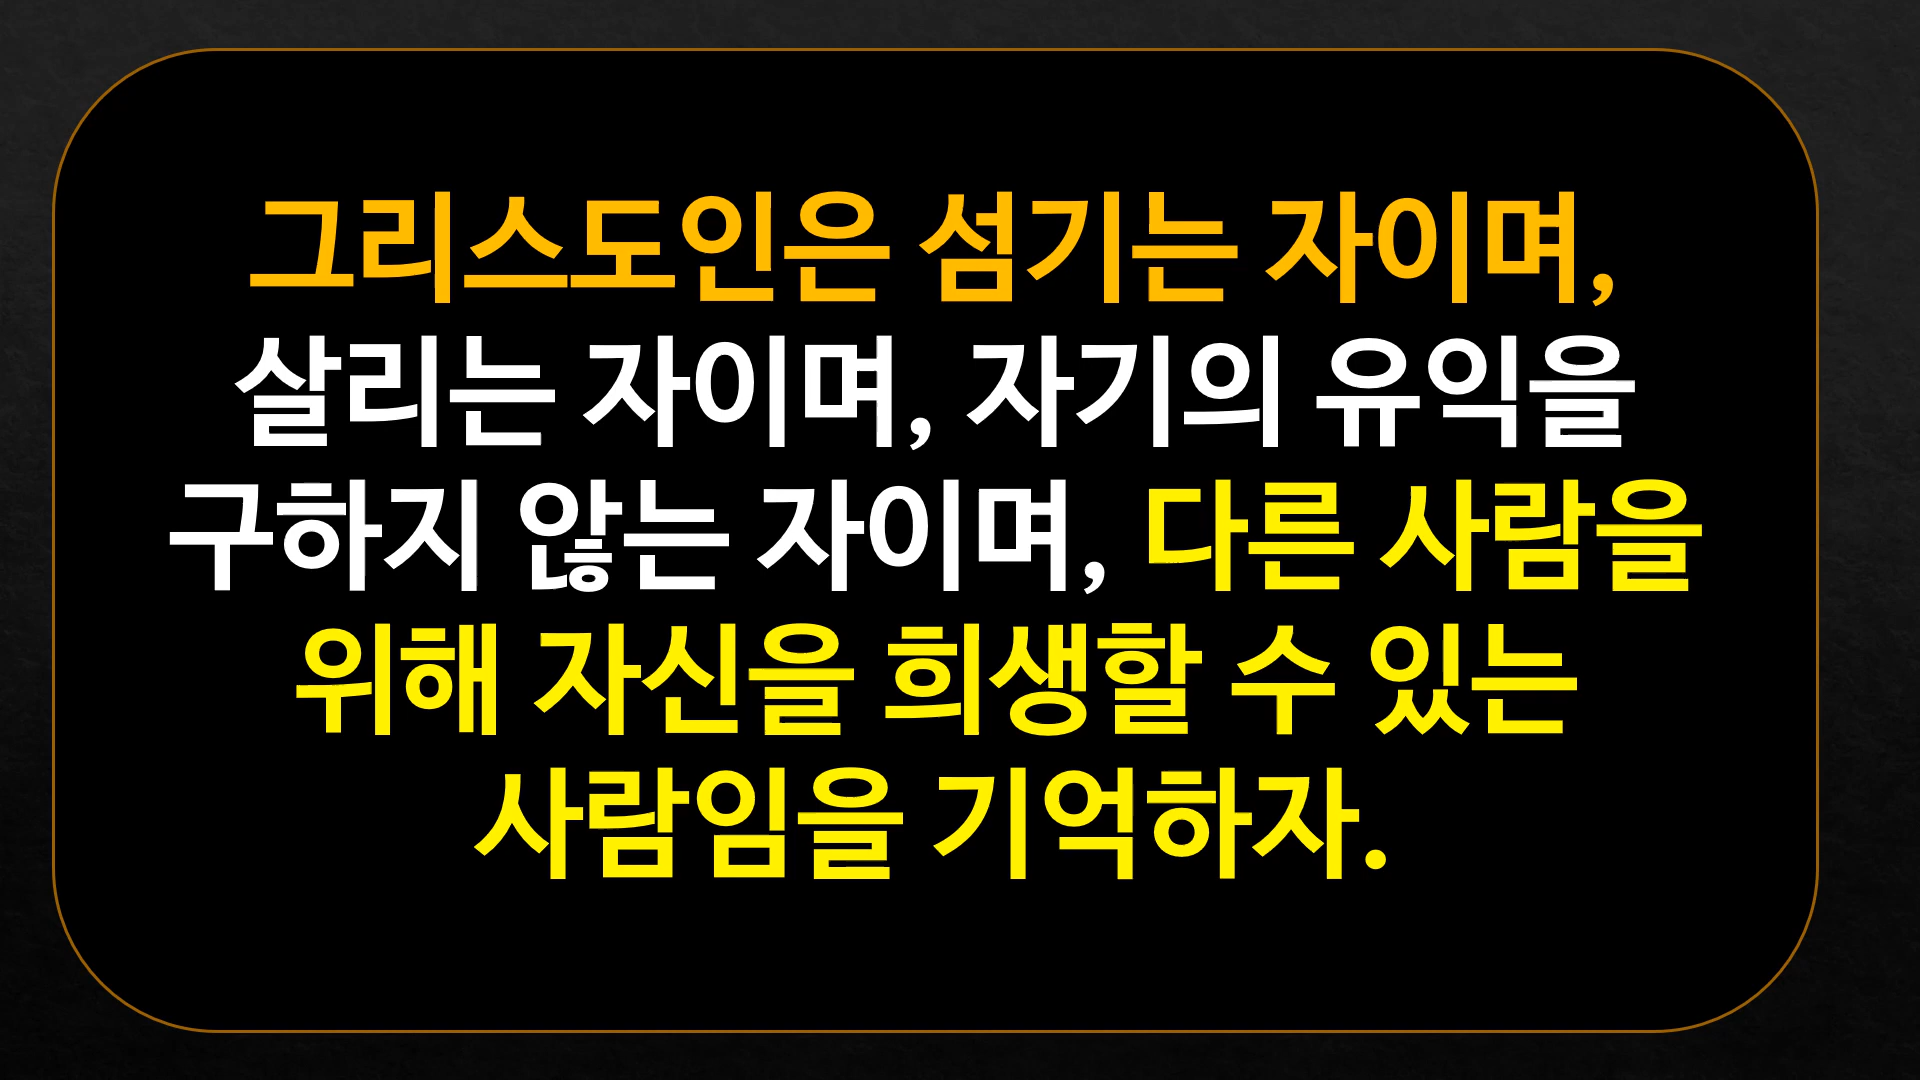 그리스도인은 섬기는 자이며,
살리는 자이며, 자기의 유익을
구하지 않는 자이며, 다른 사람을
위해 자신을 희생할 수 있는
사람임을 기억하자.